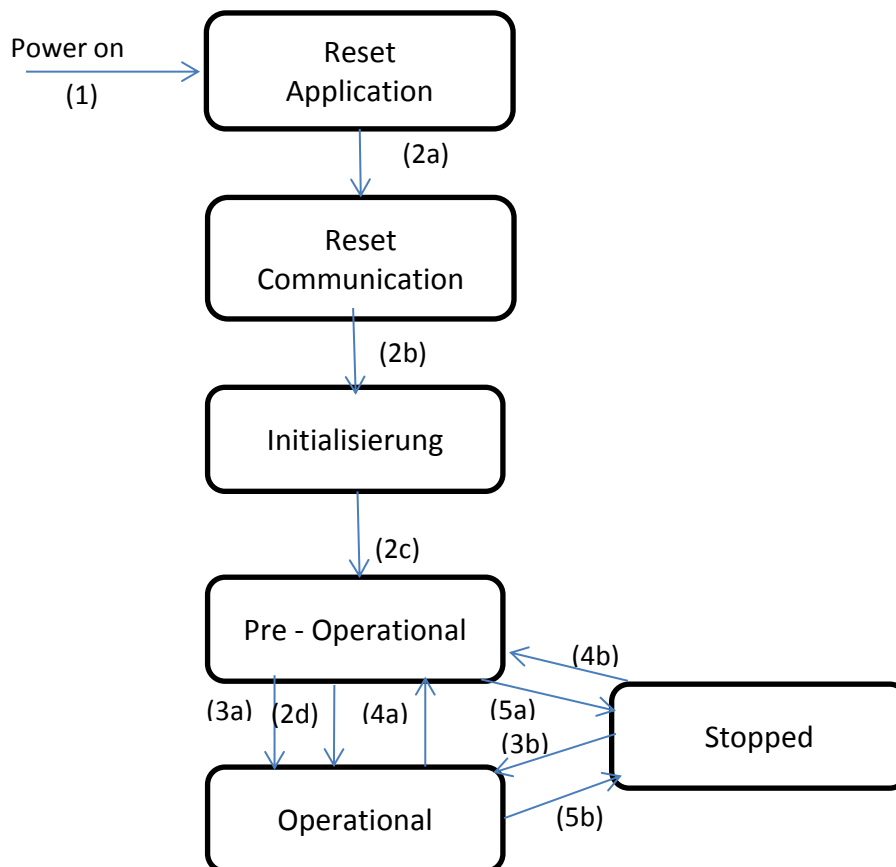 Power on
(1)
Reset
Application
(2a)
Reset
Communication
(2b)
Initialisierung
(2c)
Pre - Operational
(4b)
(3a)
(2d)
(4a)
(5a)
(3b)
Stopped
Operational
(5b)